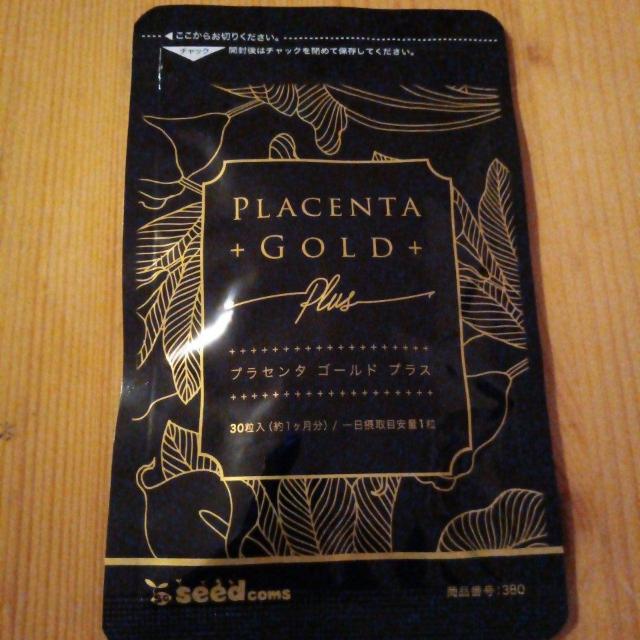 ここからお切りください。
チャック
開封後はチャックを閉めて保存してください。
PLACENTA
+ GOLD +
Plus
プラセンタ ゴールド プラス
30粒入（約1ヶ月分）/ 一日摂取目安量1粒
seedcoms
商品番号：380